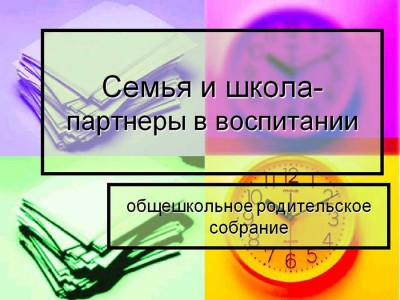 Семья и школа-
партнеры в воспитании
общешкольное родительское
собрание